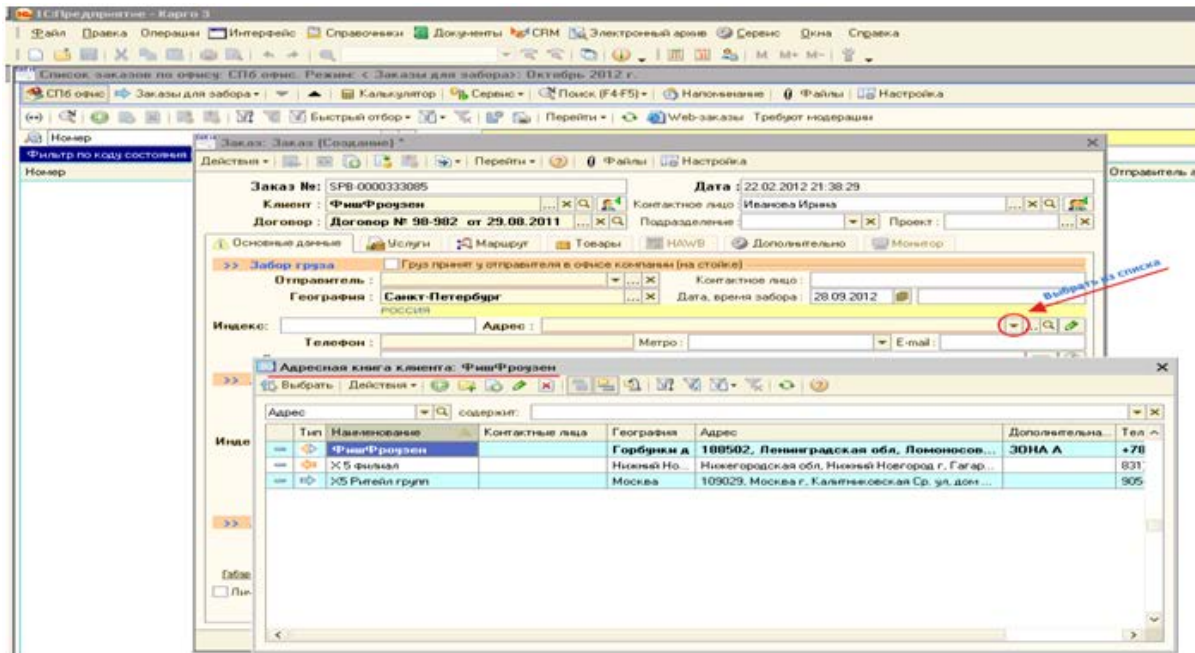 1С:Предприятие - Карго 3
Файл Правка Операции Интерфейс Справочники Документы CRM Электронный архив Сервис Окна Справка
M M+ M-
Список заказов по офису: СПб офис. Режим: < Заказы для забора>: Октябрь 2012 г.
СПб офис Заказы для забора Калькулятор Сервис Поиск (F4-F5) Напоминание Файлы Настройка
Быстрый отбор Перейти Web-заказы Требуют модерации
Номер
Фильтр по коду состояния
Номер
Отправитель
Заказ: Заказ (Создание) *
Действия Перейти Файлы Настройка
Заказ №: SPB-0000333085 Дата : 22.02.2012 21:38:29
Клиент : ФишФроузен Контактное лицо : Иванова Ирина
Договор : Договор № 98-982 от 29.08.2011 Подразделение : Проект :
Основные данные Услуги Маршрут Товары HAWB Дополнительно Монитор
>> Забор груза Груз принят у отправителя в офисе компании (на стойке)
Отправитель : Контактное лицо :
География : Санкт-Петербург Дата, время забора : 28.09.2012
РОССИЯ
Выбрать из списка
Индекс: Адрес :
Телефон : Метро : E-mail :
>>
Адресная книга клиента: ФишФроузен
Выбрать Действия
Адрес содержит:
Тип Наименование Контактные лица География Адрес Дополнительна... Тел
Инде
ФишФроузен Горбунки д 188502, Ленинградская обл, Ломоносов... ЗОНА А +78
X5 филиал Нижний Но... Нижегородская обл, Нижний Новгород г, Гагар... 831
X5 Ритейл групп Москва 109029, Москва г, Калитниковская Ср. ул, дом ... 905
>>